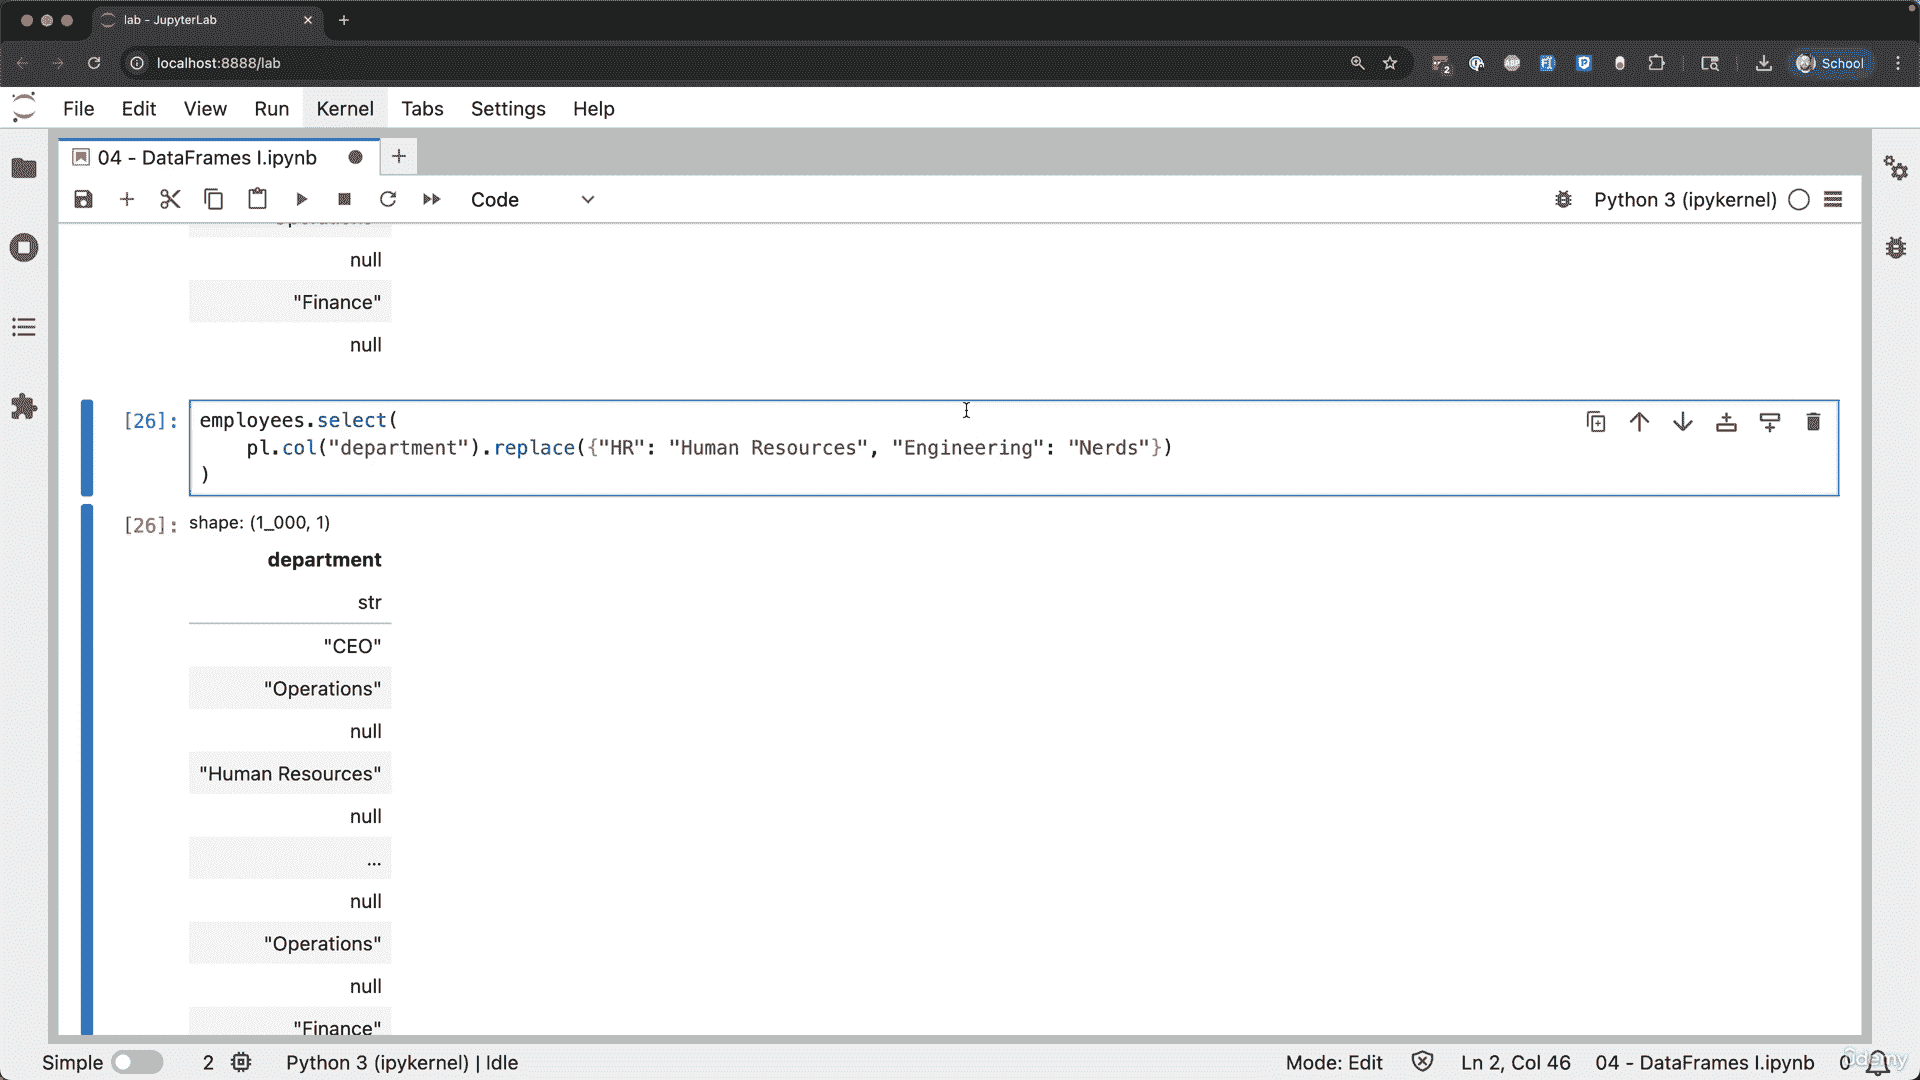 lab - JupyterLab
localhost:8888/lab
2
ABP
School
File Edit View Run Kernel Tabs Settings Help
04 - DataFrames I.ipynb
Code
Python 3 (ipykernel)
null
"Finance"
null
[26]: employees.select(
pl.col("department").replace({"HR": "Human Resources", "Engineering": "Nerds"})
)
[26]: shape: (1_000, 1)
department
str
"CEO"
"Operations"
null
"Human Resources"
null
...
null
"Operations"
null
"Finance"
Simple 2 Python 3 (ipykernel) | Idle Mode: Edit Ln 2, Col 46 04 - DataFrames I.ipynb 0
ûdemy